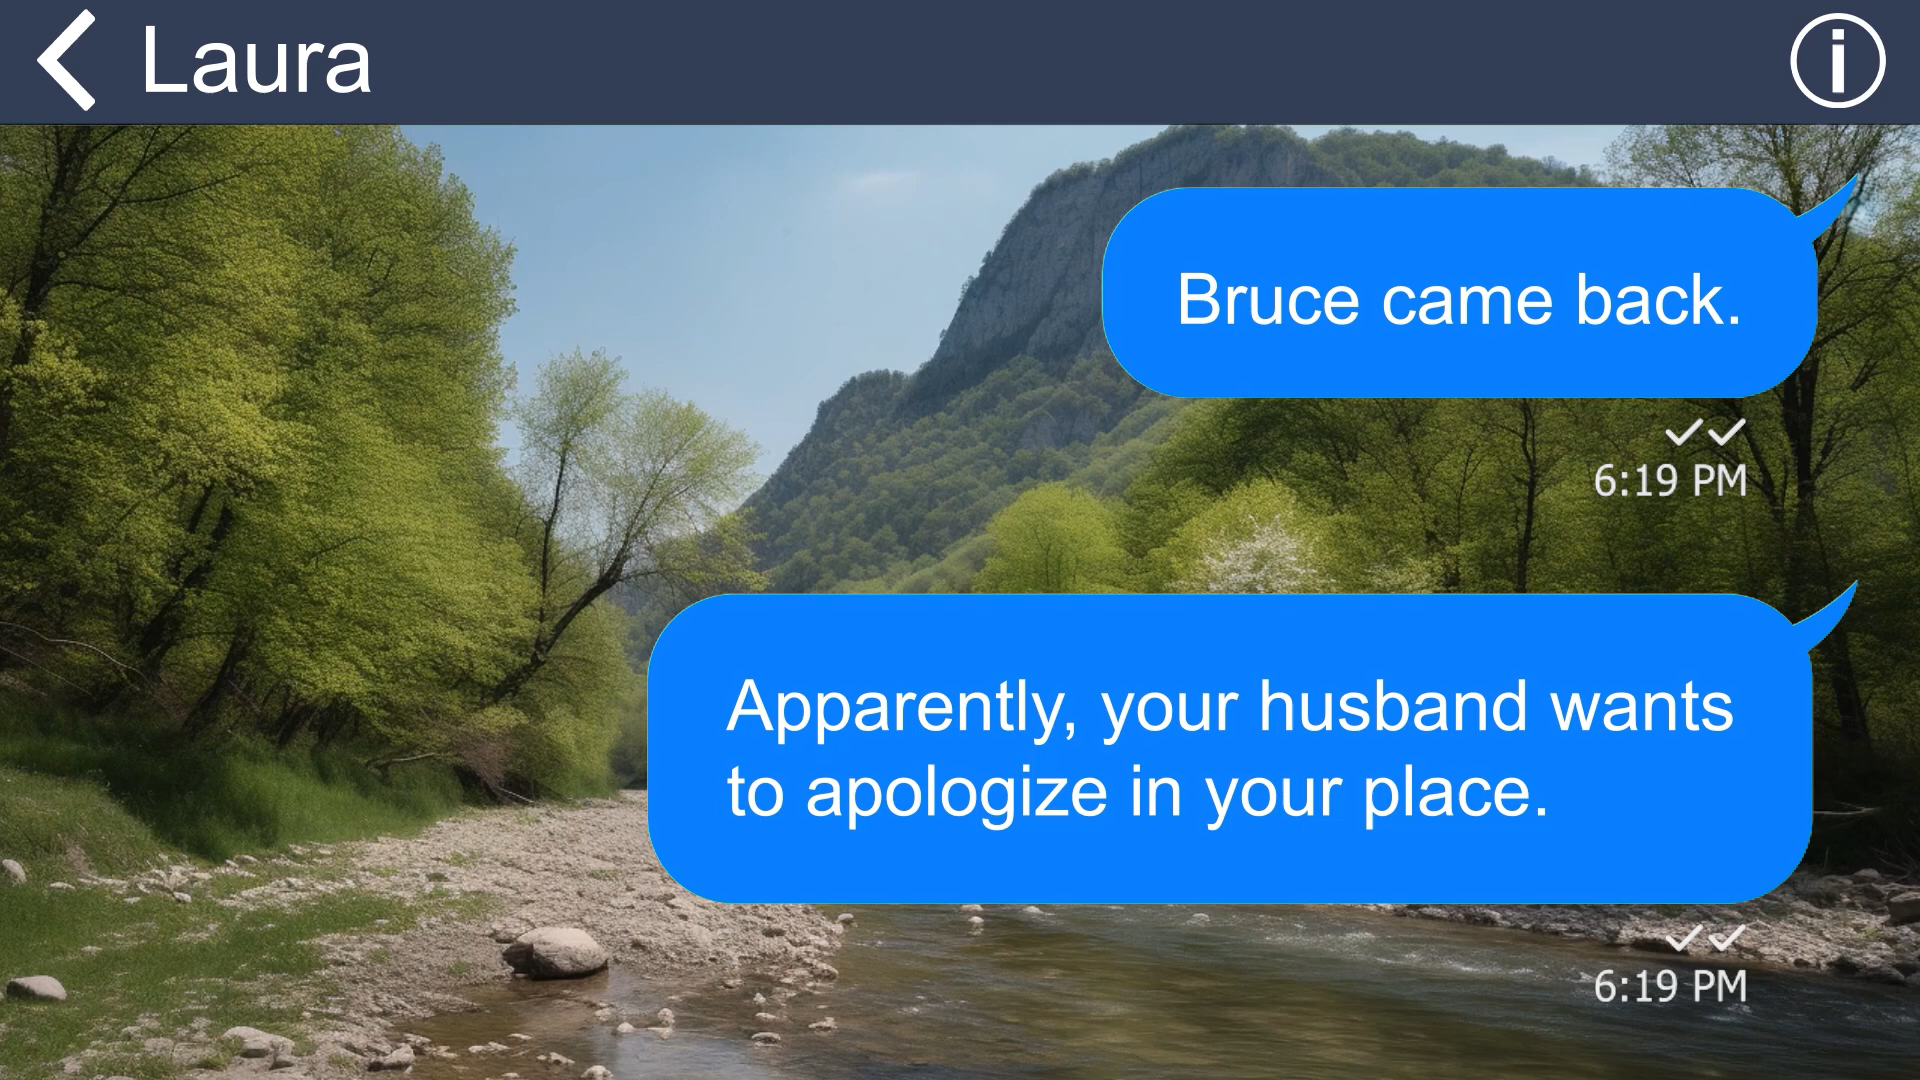 Laura
Bruce came back.
6:19 PM
Apparently, your husband wants
to apologize in your place.
6:19 PM